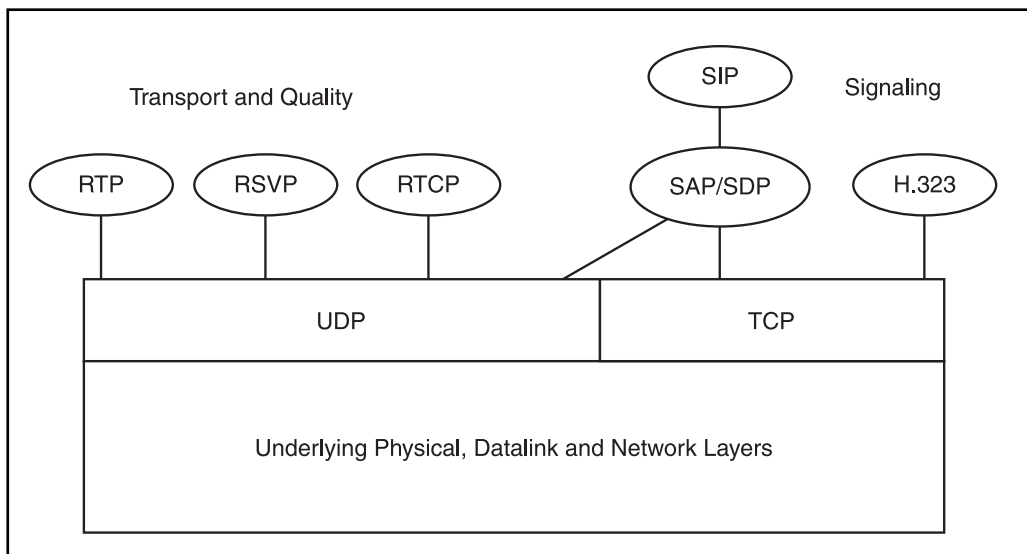 SIP
Transport and Quality
Signaling
RTP
RSVP
RTCP
SAP/SDP
H.323
UDP
TCP
Underlying Physical, Datalink and Network Layers